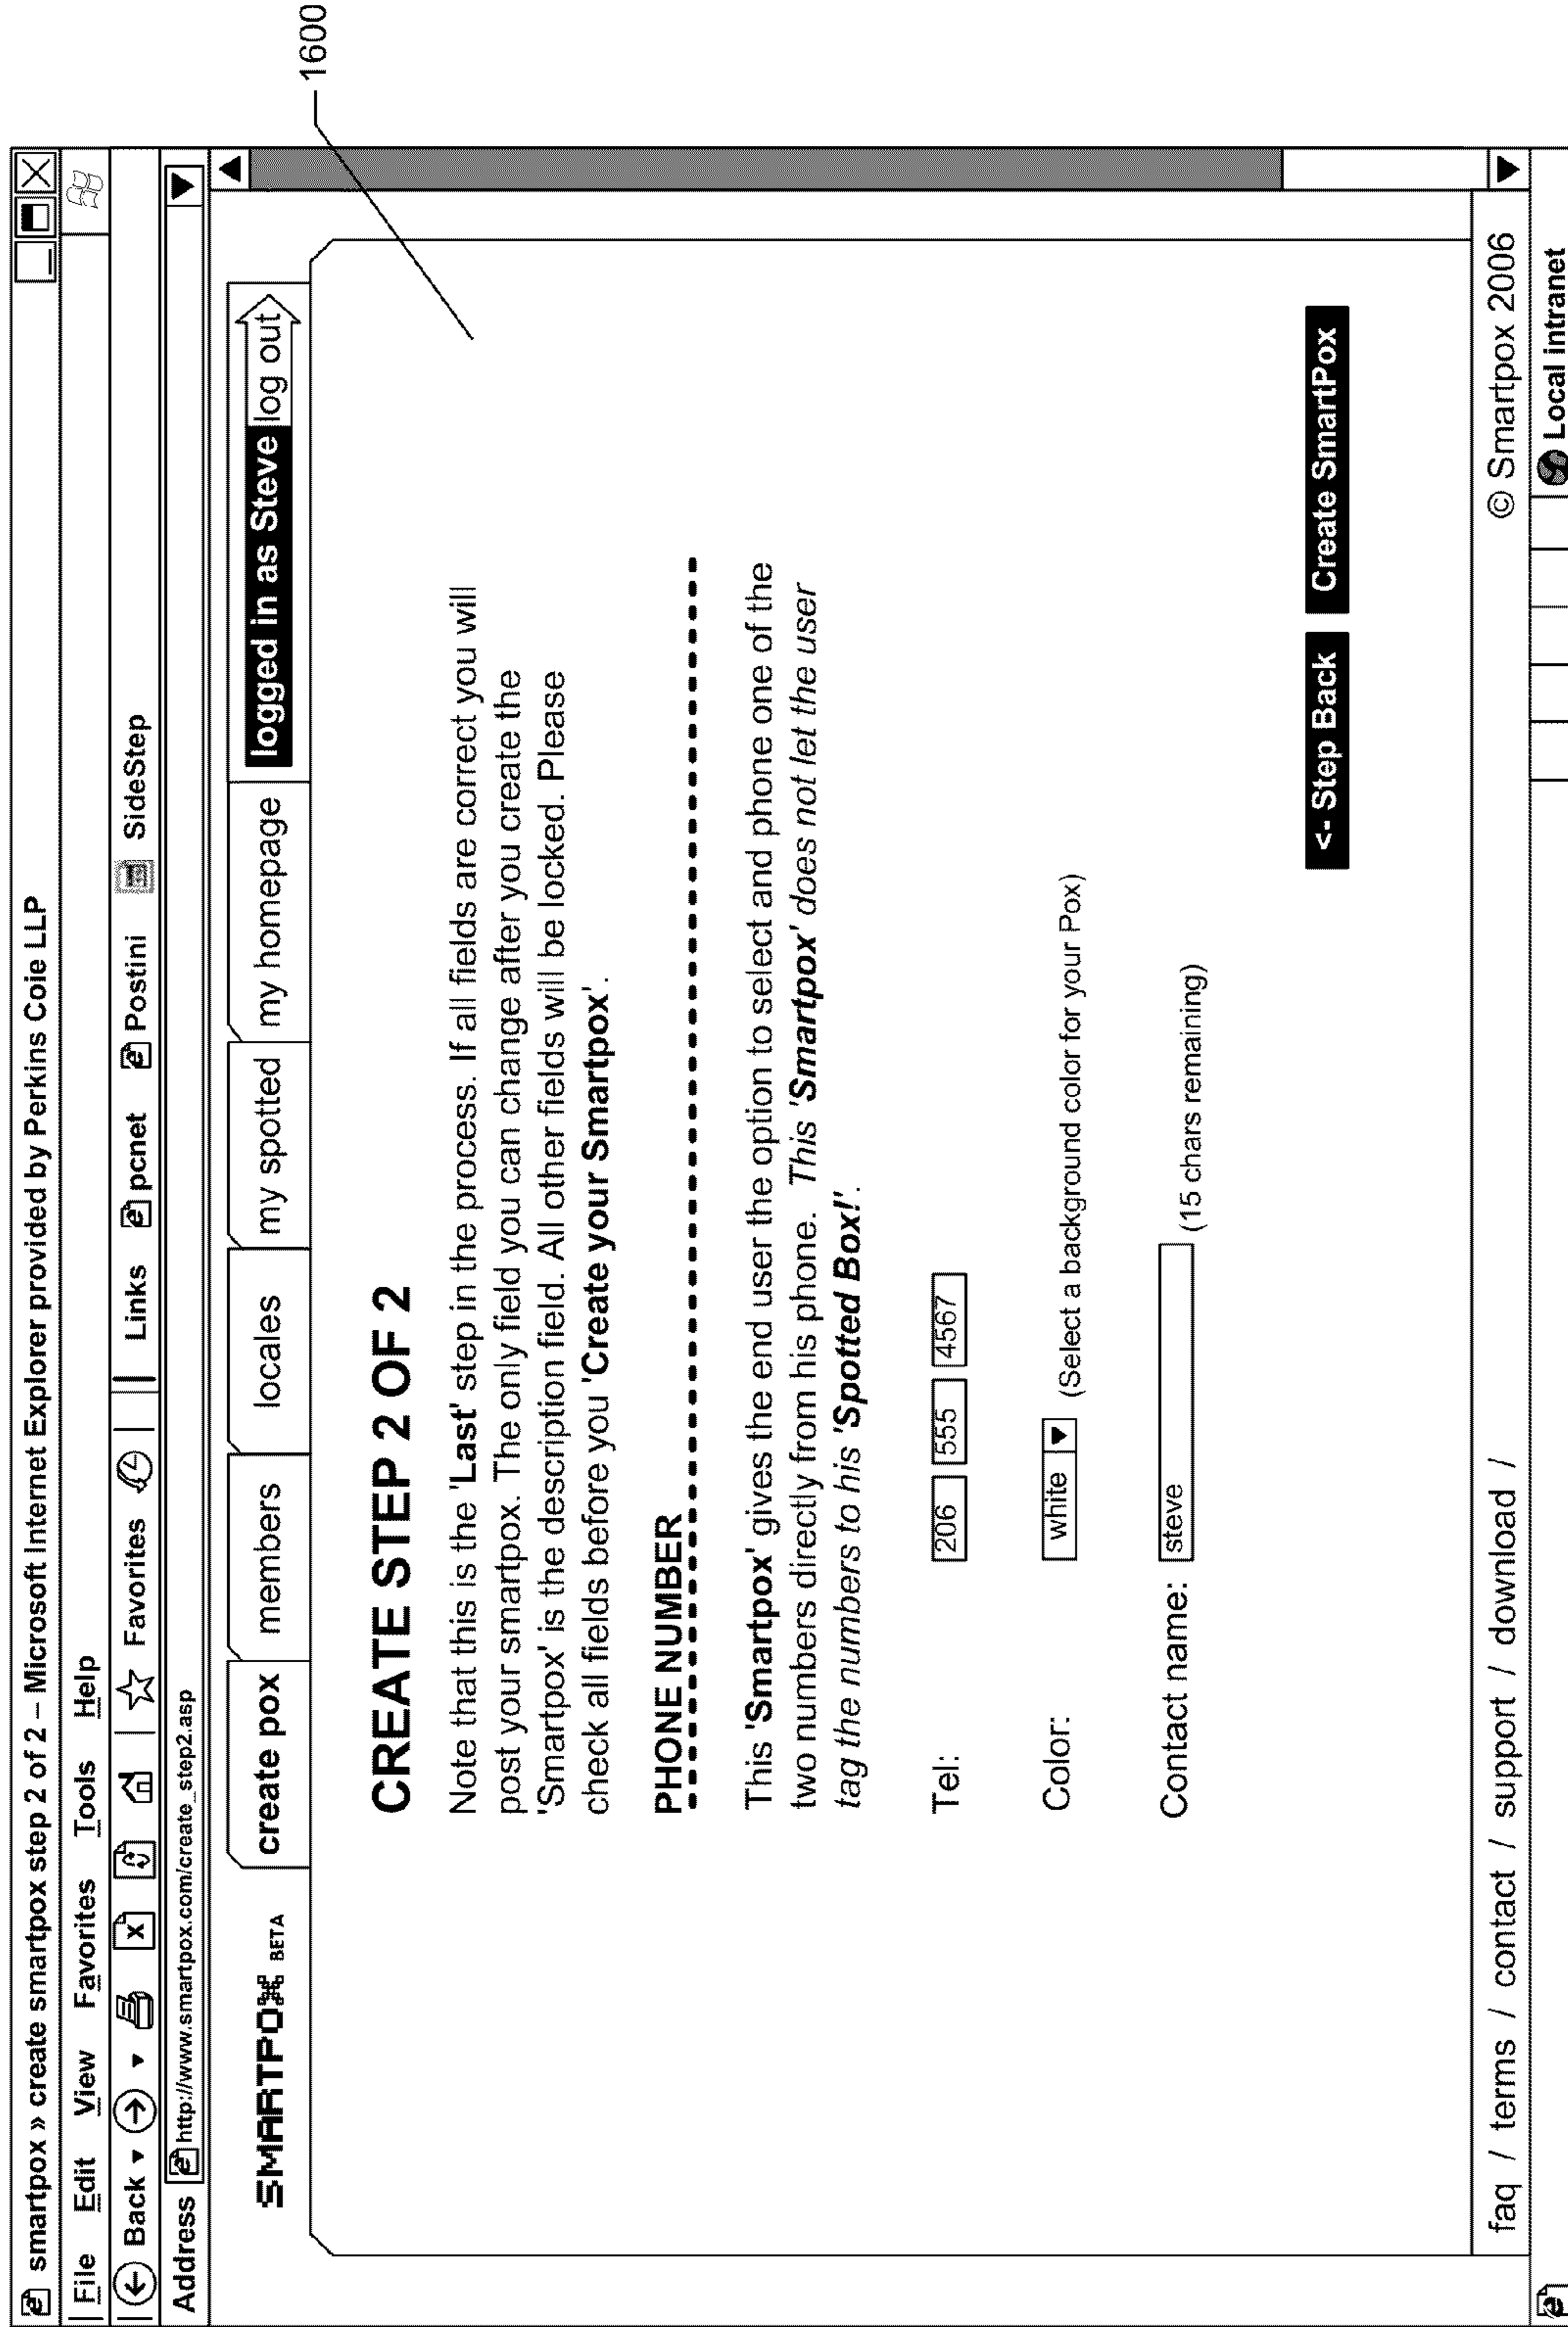 smartpox » create smartpox step 2 of 2 – Microsoft Internet Explorer provided by Perkins Coie LLP
File Edit View Favorites Tools Help
Back Favorites Links pcnet Postini SideStep
Address http://www.smartpox.com/create_step2.asp
SMARTPOX BETA create pox members locales my spotted my homepage logged in as Steve log out
1600
CREATE STEP 2 OF 2
Note that this is the 'Last' step in the process. If all fields are correct you will
post your smartpox. The only field you can change after you create the
'Smartpox' is the description field. All other fields will be locked. Please
check all fields before you 'Create your Smartpox'.
PHONE NUMBER
This 'Smartpox' gives the end user the option to select and phone one of the
two numbers directly from his phone. This 'Smartpox' does not let the user
tag the numbers to his 'Spotted Box!'.
Tel: 206 555 4567
Color: white (Select a background color for your Pox)
Contact name: steve (15 chars remaining)
<- Step Back Create SmartPox
faq / terms / contact / support / download / © Smartpox 2006
Local intranet